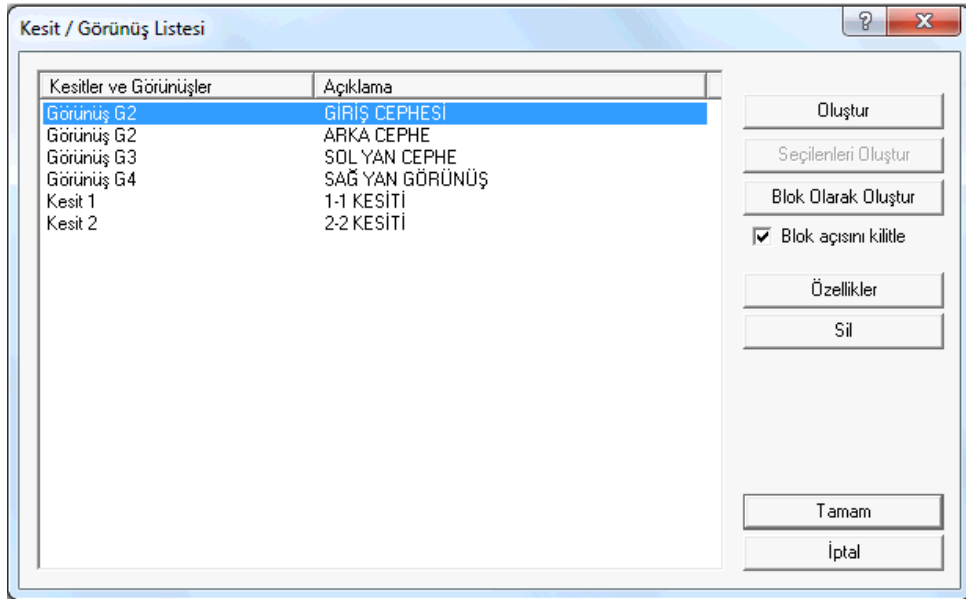 Kesit / Görünüş Listesi
?
Kesitler ve Görünüşler Açıklama
Görünüş G2 GİRİŞ CEPHESİ
Görünüş G2 ARKA CEPHE
Görünüş G3 SOL YAN CEPHE
Görünüş G4 SAĞ YAN GÖRÜNÜŞ
Kesit 1 1-1 KESİTİ
Kesit 2 2-2 KESİTİ
Oluştur
Seçilenleri Oluştur
Blok Olarak Oluştur
Blok açısını kilitle
Özellikler
Sil
Tamam
İptal